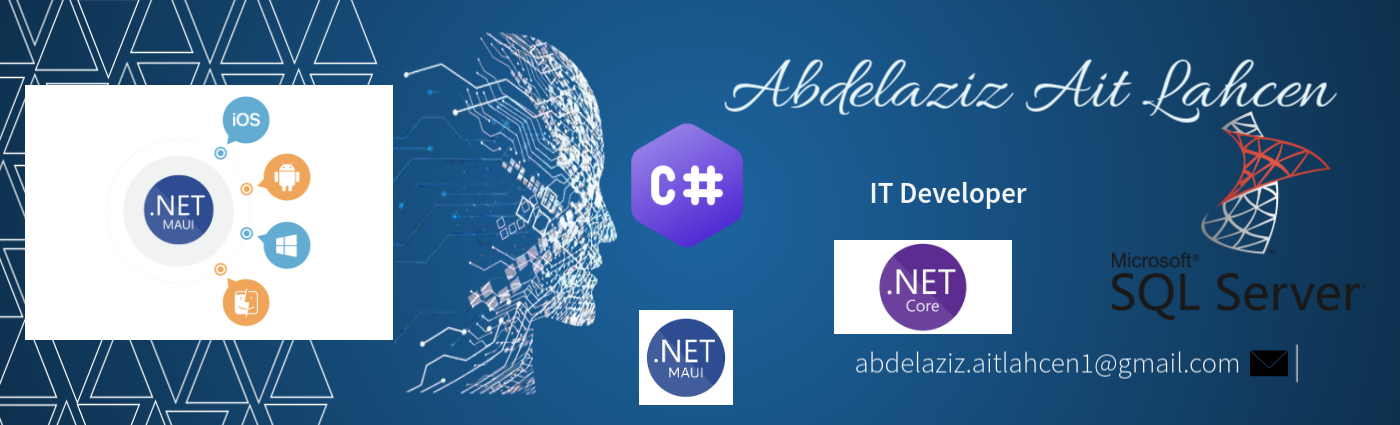 iOS
.NET
MAUI
Abdelaziz Ait Lahcen
C#
IT Developer
.NET
Core
Microsoft®
SQL Server®
.NET
MAUI
abdelaziz.aitlahcen1@gmail.com